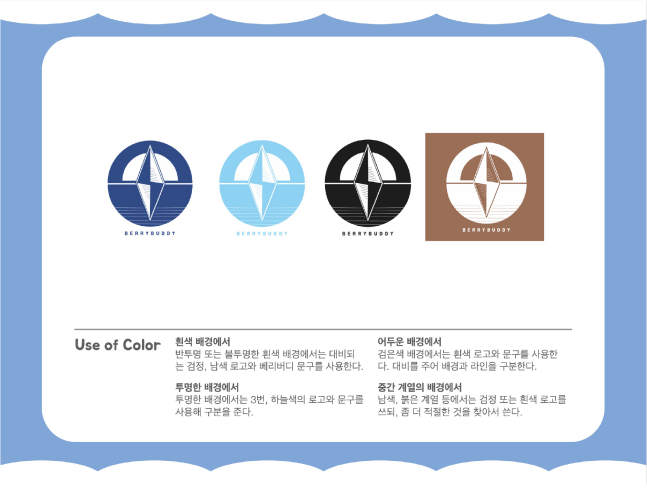 BERRYBUDDY
BERRYBUDDY
BERRYBUDDY
BERRYBUDDY
Use of Color
흰색 배경에서
반투명 또는 불투명한 흰색 배경에서는 대비되
는 검정, 남색 로고와 베리버디 문구를 사용한다.
투명한 배경에서
투명한 배경에서는 3번, 하늘색의 로고와 문구를
사용해 구분을 준다.
어두운 배경에서
검은색 배경에서는 흰색 로고와 문구를 사용한
다. 대비를 주어 배경과 라인을 구분한다.
중간 계열의 배경에서
남색, 붉은 계열 등에서는 검정 또는 흰색 로고를
쓰되, 좀 더 적절한 것을 찾아서 쓴다.